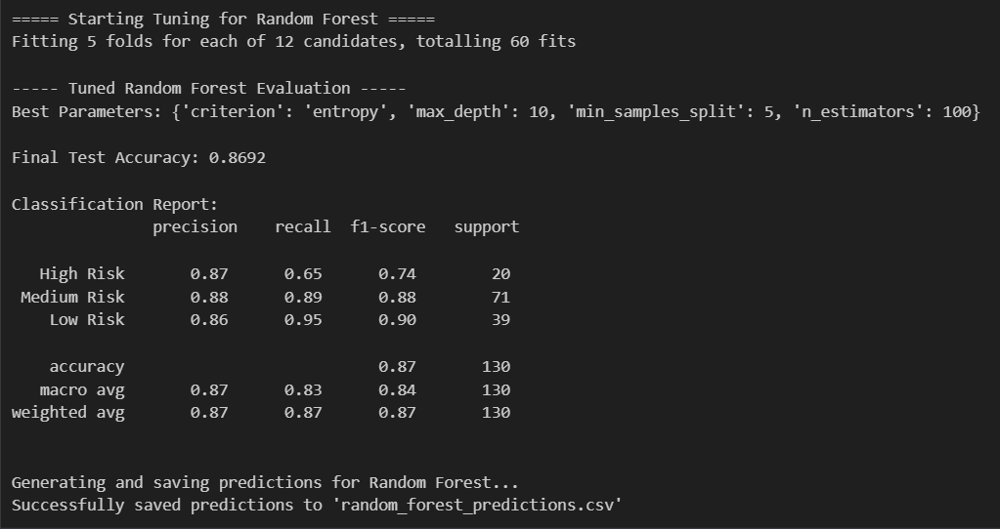 ===== Starting Tuning for Random Forest =====
Fitting 5 folds for each of 12 candidates, totalling 60 fits
----- Tuned Random Forest Evaluation -----
Best Parameters: {'criterion': 'entropy', 'max_depth': 10, 'min_samples_split': 5, 'n_estimators': 100}
Final Test Accuracy: 0.8692
Classification Report:
precision recall f1-score support
High Risk 0.87 0.65 0.74 20
Medium Risk 0.88 0.89 0.88 71
Low Risk 0.86 0.95 0.90 39
accuracy 0.87 130
macro avg 0.87 0.83 0.84 130
weighted avg 0.87 0.87 0.87 130
Generating and saving predictions for Random Forest...
Successfully saved predictions to 'random_forest_predictions.csv'